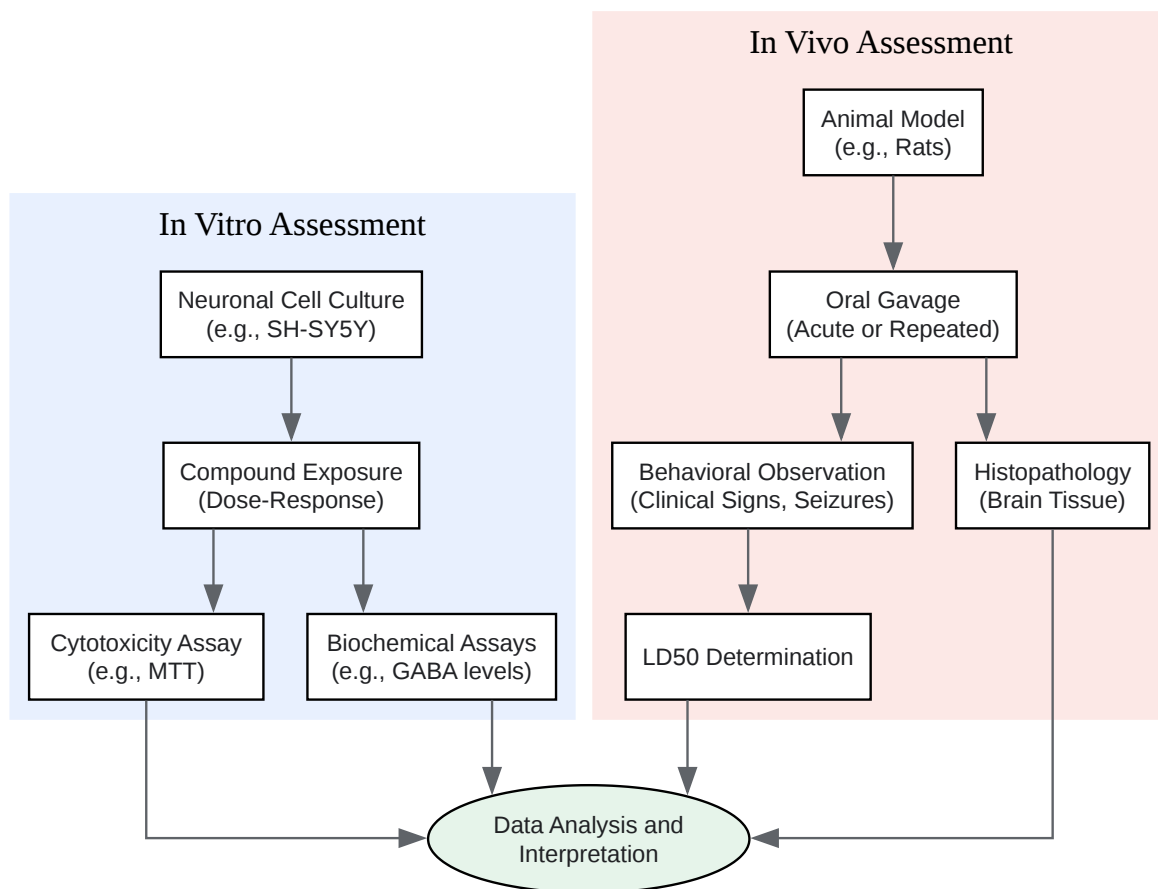 In Vivo Assessment
Animal Model
(e.g., Rats)
Oral Gavage
(Acute or Repeated)
Behavioral Observation
(Clinical Signs, Seizures)
Histopathology
(Brain Tissue)
LD50 Determination
In Vitro Assessment
Neuronal Cell Culture
(e.g., SH-SY5Y)
Compound Exposure
(Dose-Response)
Cytotoxicity Assay
(e.g., MTT)
Biochemical Assays
(e.g., GABA levels)
Data Analysis and
Interpretation